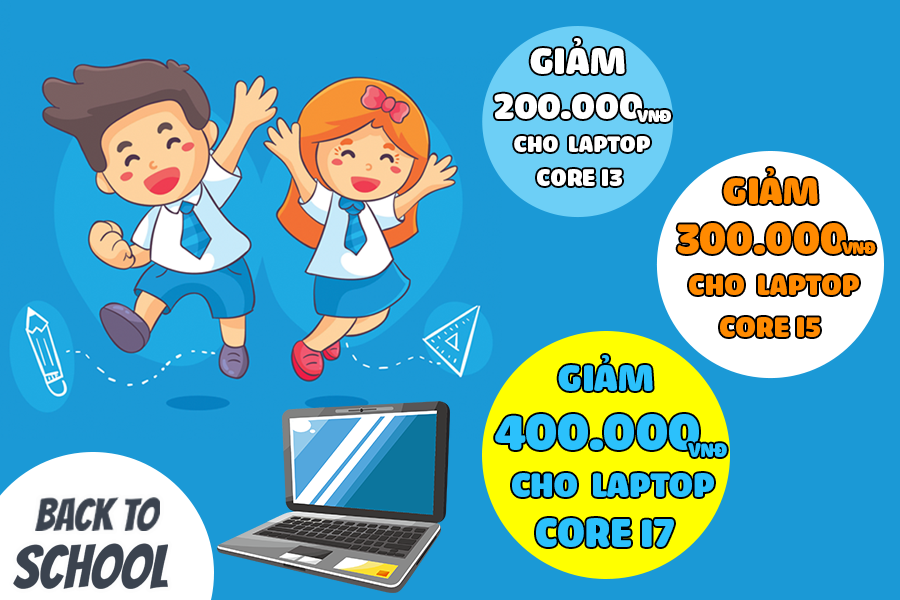 GIẢM
200.000VNĐ
CHO LAPTOP
CORE I3
GIẢM
300.000VNĐ
CHO LAPTOP
CORE I5
GIẢM
400.000VNĐ
CHO LAPTOP
CORE I7
BACK TO
SCHOOL